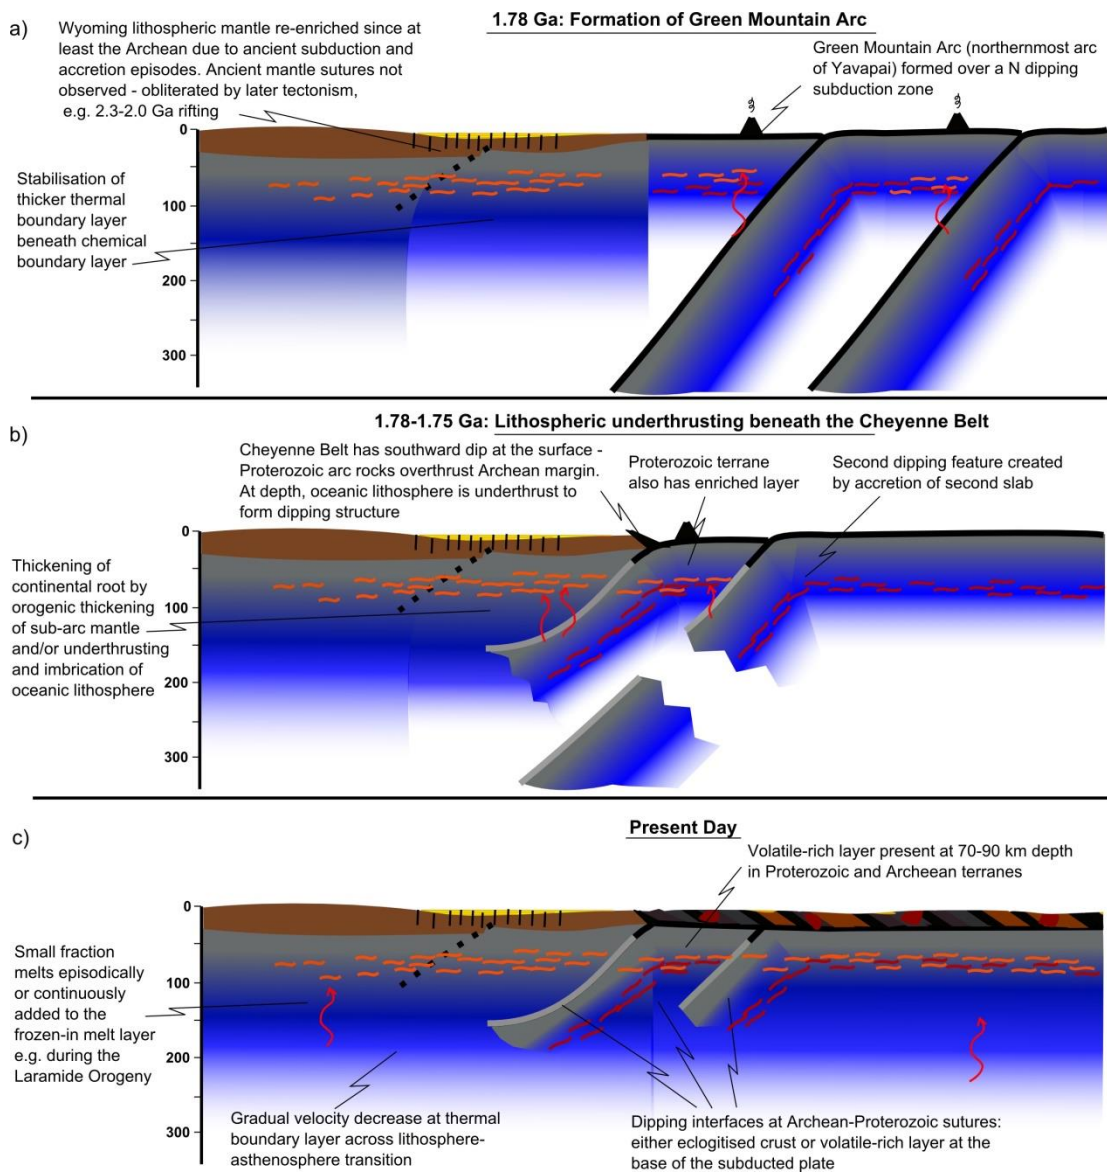 a)
1.78 Ga: Formation of Green Mountain Arc
Wyoming lithospheric mantle re-enriched since at
least the Archean due to ancient subduction and
accretion episodes. Ancient mantle sutures not
observed - obliterated by later tectonism,
e.g. 2.3-2.0 Ga rifting
Green Mountain Arc (northernmost arc
of Yavapai) formed over a N dipping
subduction zone
Stabilisation of
thicker thermal
boundary layer
beneath chemical
boundary layer
0
100
200
300
b)
1.78-1.75 Ga: Lithospheric underthrusting beneath the Cheyenne Belt
Cheyenne Belt has southward dip at the surface -
Proterozoic arc rocks overthrust Archean margin.
At depth, oceanic lithosphere is underthrust to
form dipping structure
Proterozoic terrane
also has enriched layer
Second dipping feature created
by accretion of second slab
Thickening of
continental root by
orogenic thickening
of sub-arc mantle
and/or underthrusting
and imbrication of
oceanic lithosphere
0
100
200
300
c)
Present Day
Volatile-rich layer present at 70-90 km depth
in Proterozoic and Archeean terranes
Small fraction
melts episodically
or continuously
added to the
frozen-in melt layer
e.g. during the
Laramide Orogeny
0
100
200
300
Gradual velocity decrease at thermal
boundary layer across lithosphere-
asthenosphere transition
Dipping interfaces at Archean-Proterozoic sutures:
either eclogitised crust or volatile-rich layer at the
base of the subducted plate